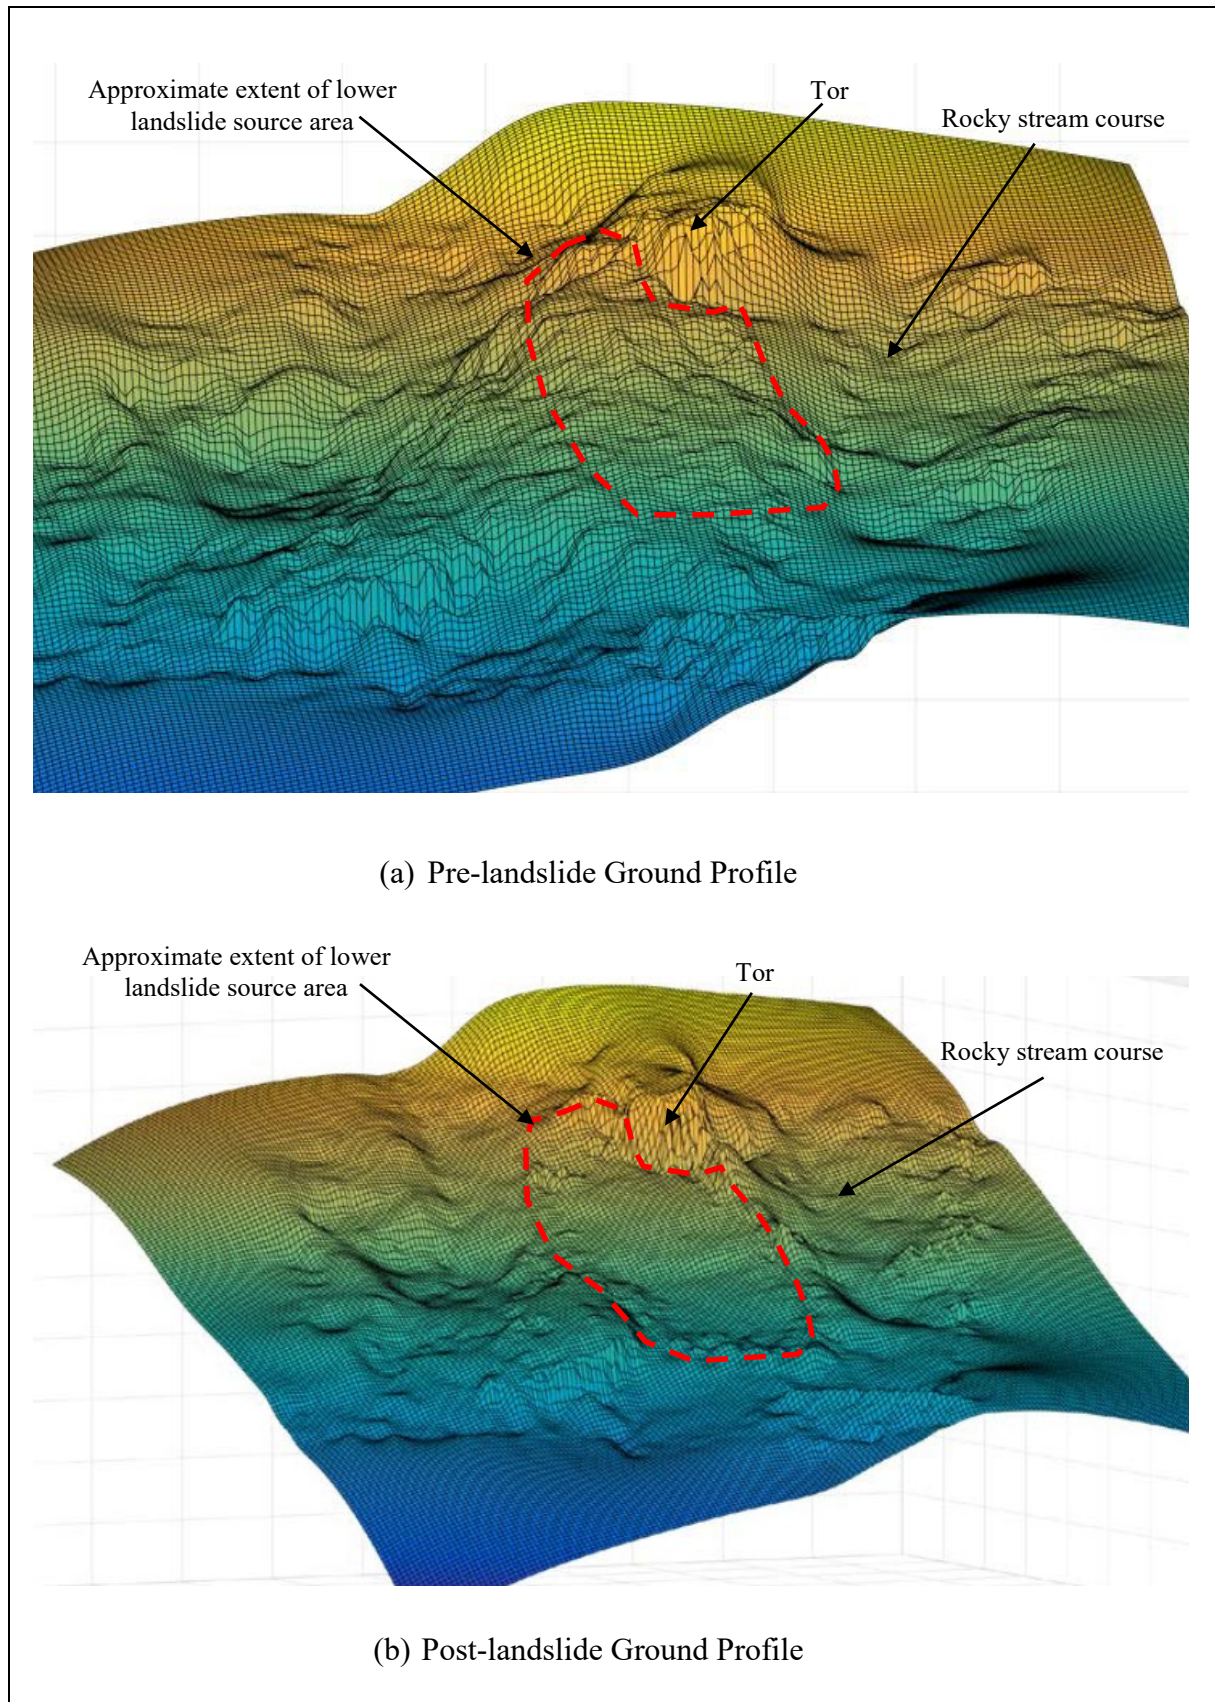 Approximate extent of lower
landslide source area
Tor
Rocky stream course
(a) Pre-landslide Ground Profile
Approximate extent of lower
landslide source area
Tor
Rocky stream course
(b) Post-landslide Ground Profile